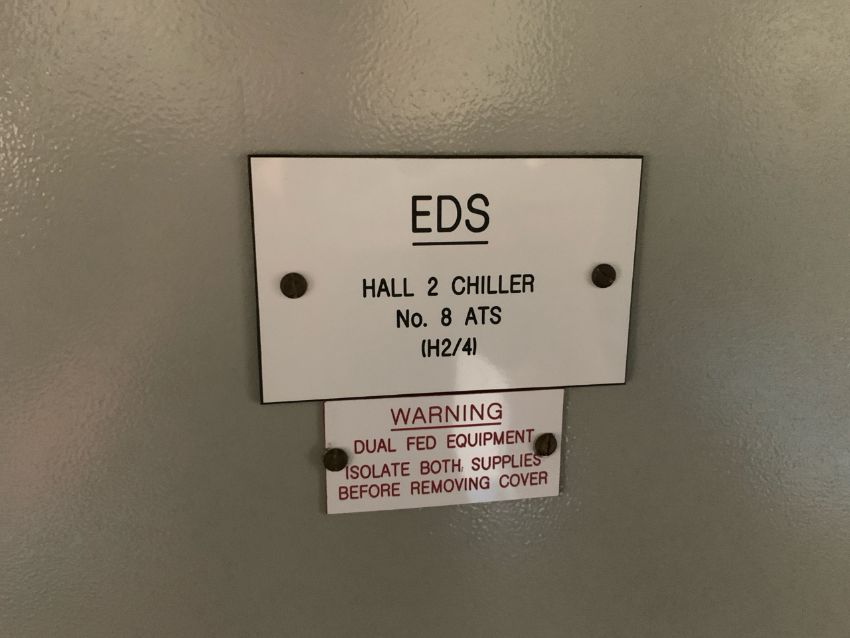 EDS
HALL 2 CHILLER
No. 8 ATS
(H2/4)
WARNING
DUAL FED EQUIPMENT
ISOLATE BOTH SUPPLIES
BEFORE REMOVING COVER